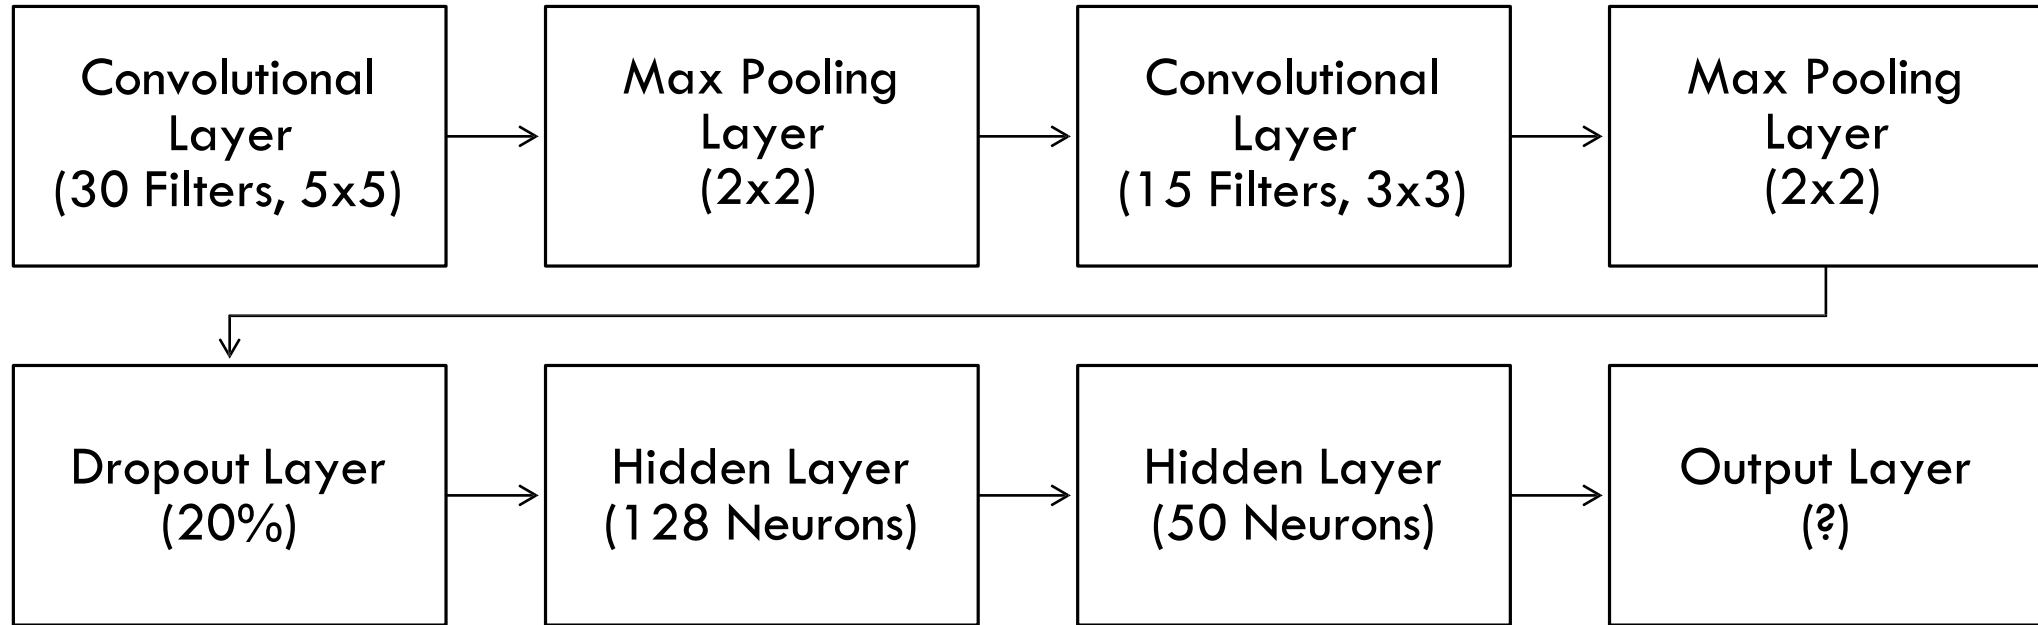 Convolutional
Layer
(30 Filters, 5x5)
Max Pooling
Layer
(2x2)
Convolutional
Layer
(15 Filters, 3x3)
Max Pooling
Layer
(2x2)
Dropout Layer
(20%)
Hidden Layer
(128 Neurons)
Hidden Layer
(50 Neurons)
Output Layer
(?)